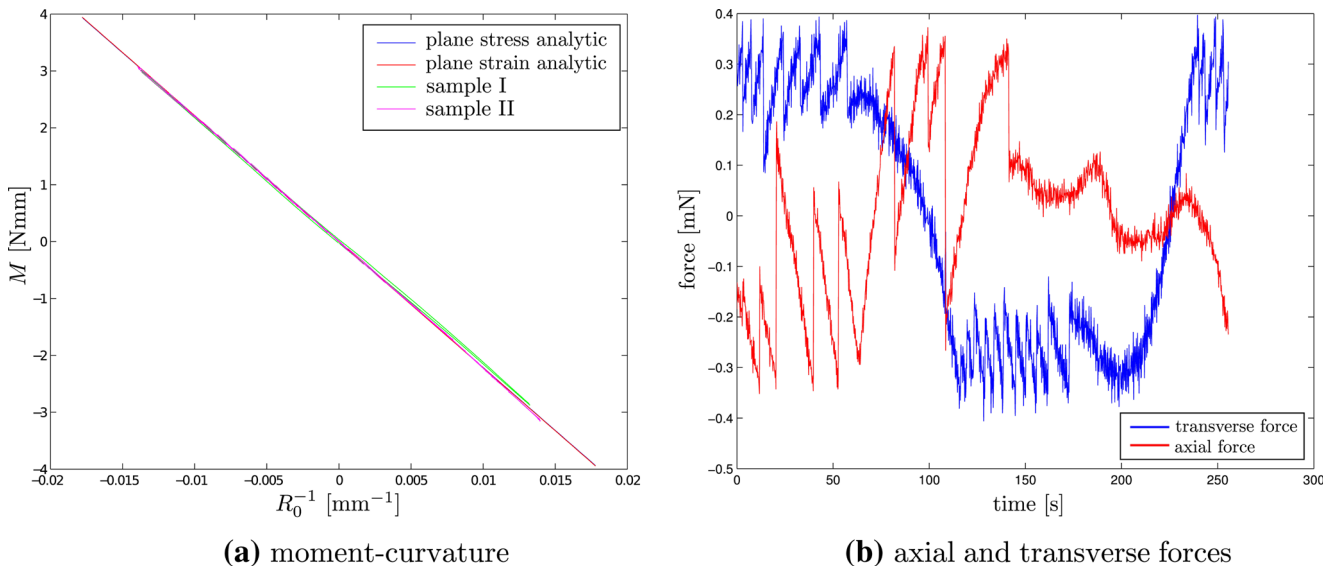 4
3
2
1
0
−1
−2
−3
−4
M [Nmm]
−0.02 −0.015 −0.01 −0.005 0 0.005 0.01 0.015 0.02
R₀⁻¹ [mm⁻¹]
plane stress analytic
plane strain analytic
sample I
sample II
(a) moment-curvature
0.4
0.3
0.2
0.1
0
−0.1
−0.2
−0.3
−0.4
−0.5
force [mN]
0 50 100 150 200 250 300
time [s]
transverse force
axial force
(b) axial and transverse forces